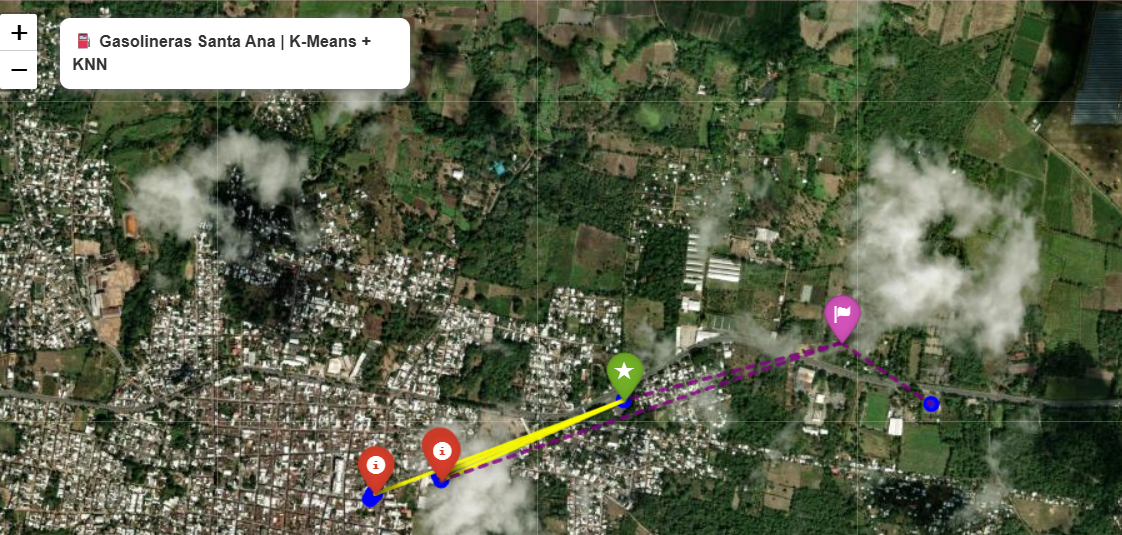 +
−
Gasolineras Santa Ana | K-Means +
KNN
i
i